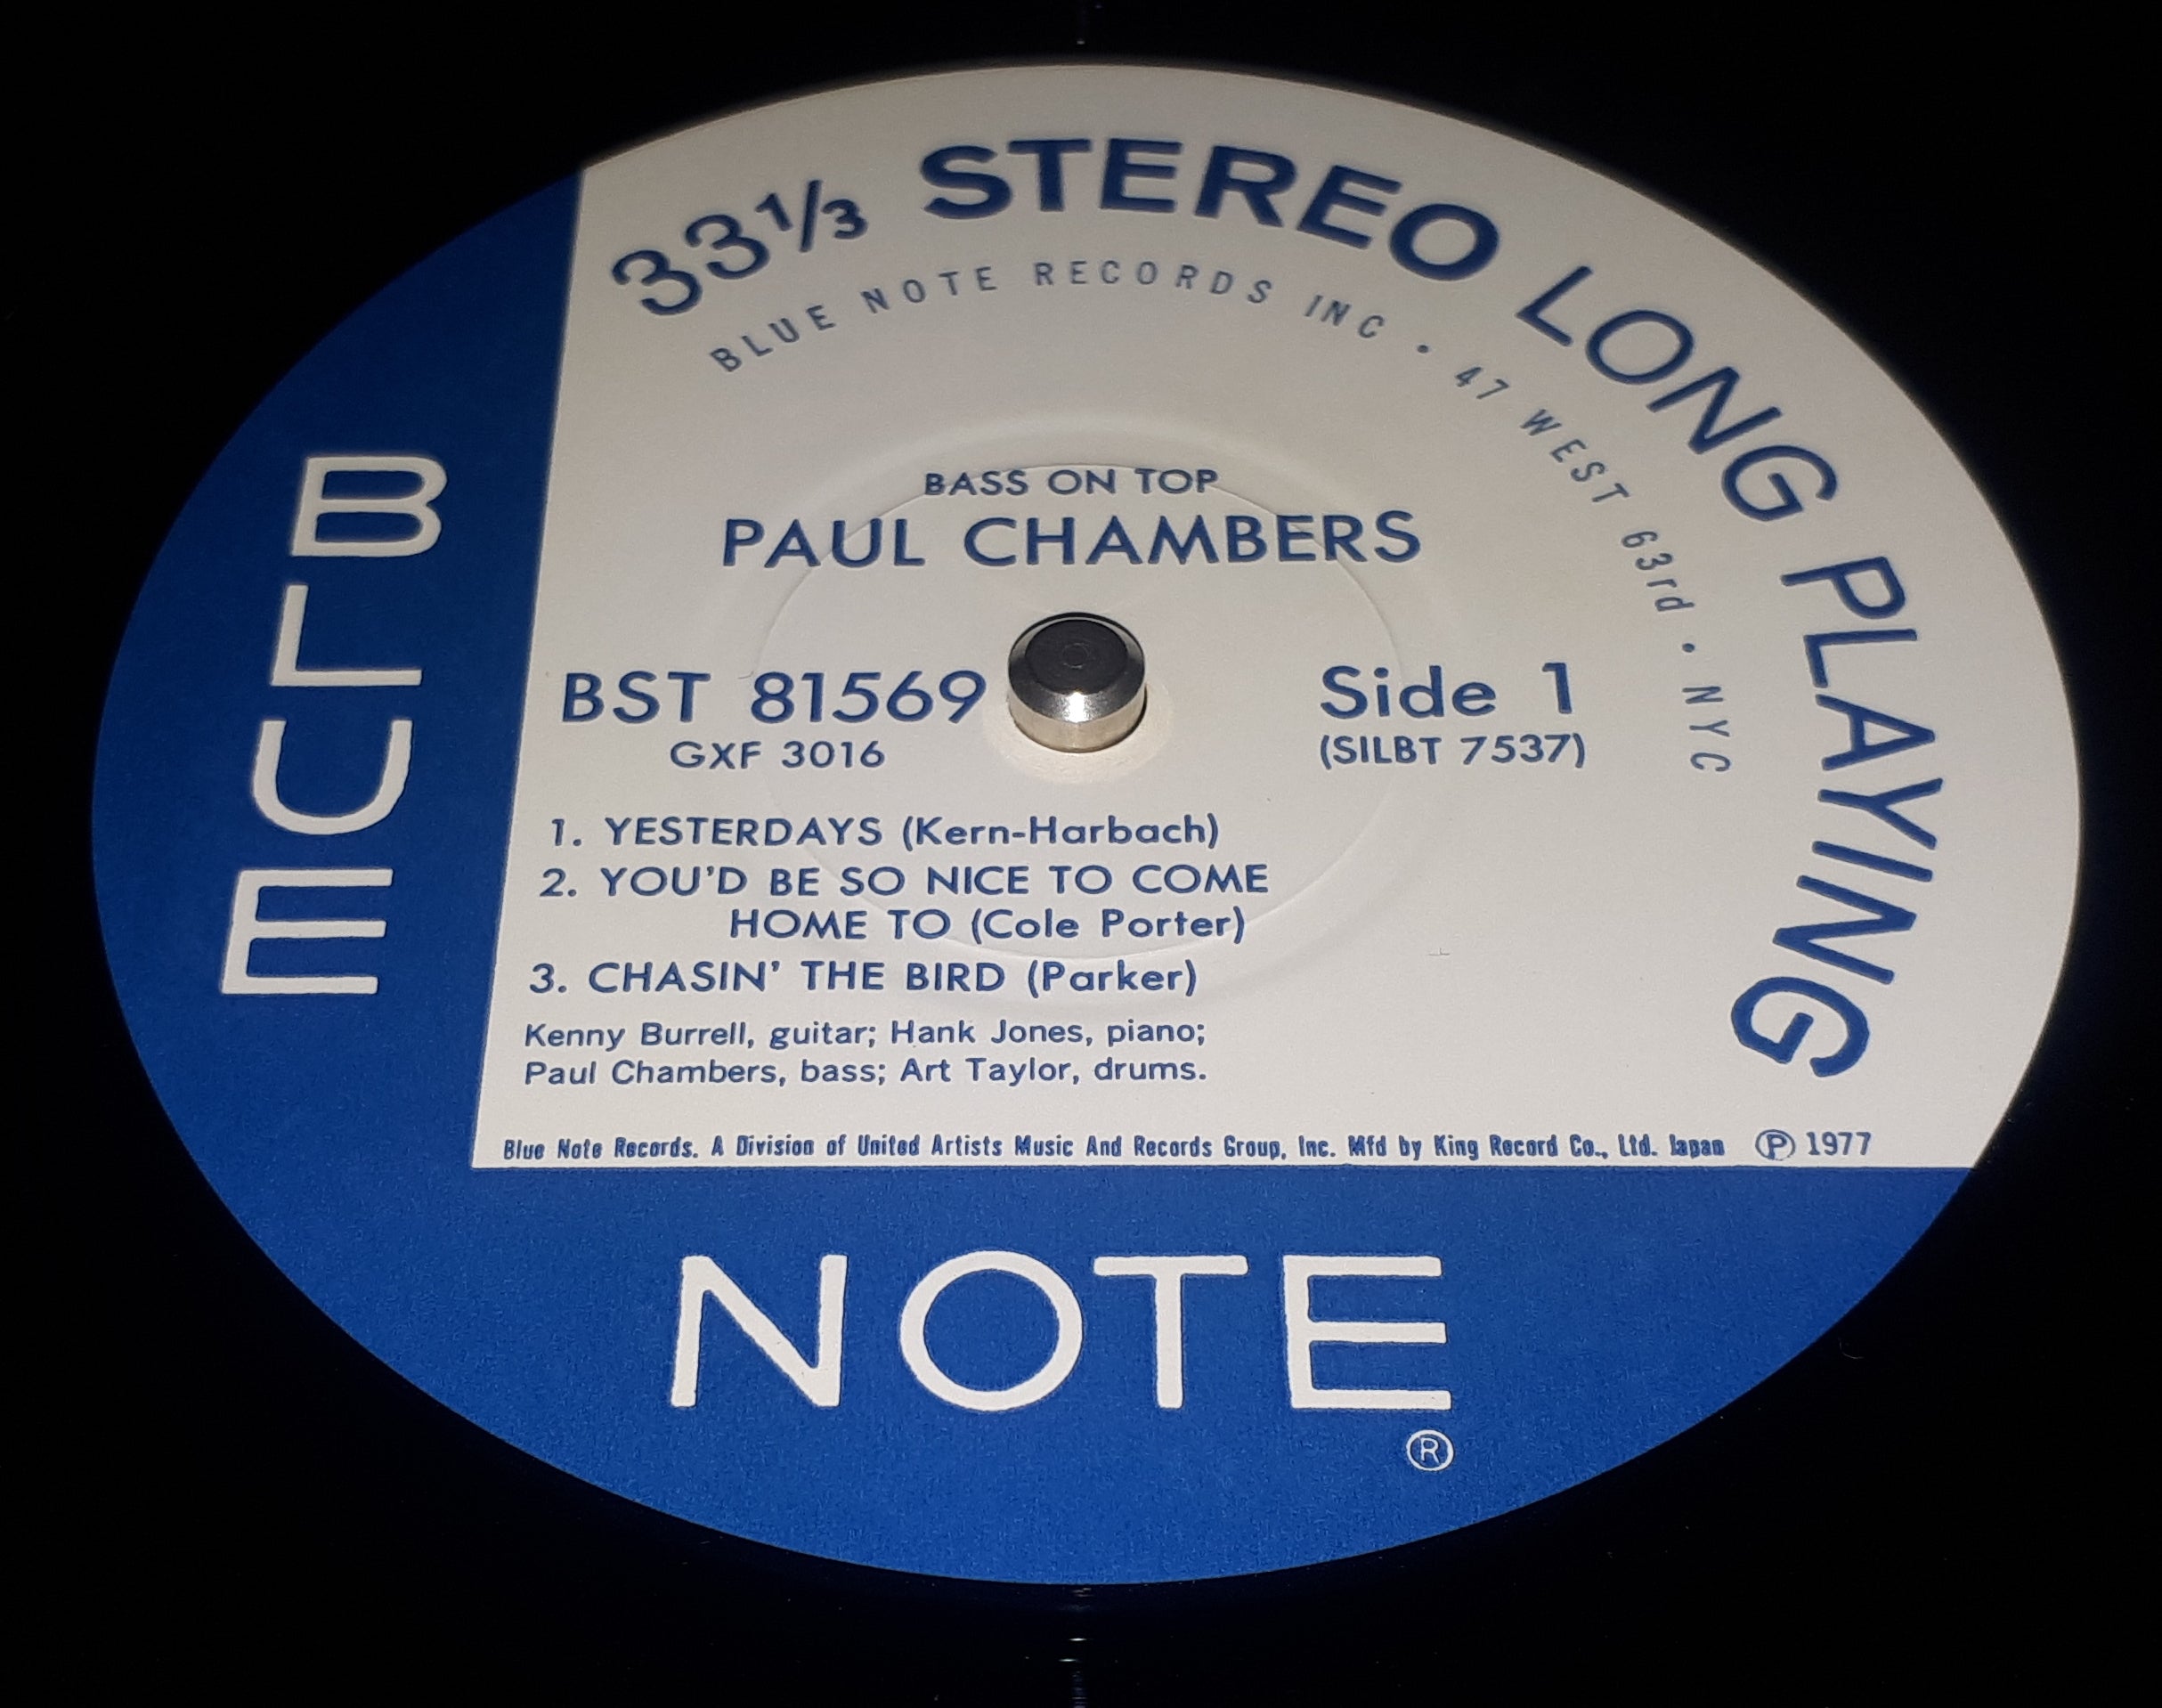 33⅓ STEREO LONG PLAYING
BLUE NOTE RECORDS INC • 47 WEST 63rd • NYC
BASS ON TOP
PAUL CHAMBERS
BST 81569
GXF 3016
Side 1
(SILBT 7537)
1. YESTERDAYS (Kern-Harbach)
2. YOU'D BE SO NICE TO COME
HOME TO (Cole Porter)
3. CHASIN' THE BIRD (Parker)
Kenny Burrell, guitar; Hank Jones, piano;
Paul Chambers, bass; Art Taylor, drums.
Blue Note Records. A Division of United Artists Music And Records Group, Inc. Mfd by King Record Co., Ltd. Japan Ⓟ 1977
BLUE
NOTE
®